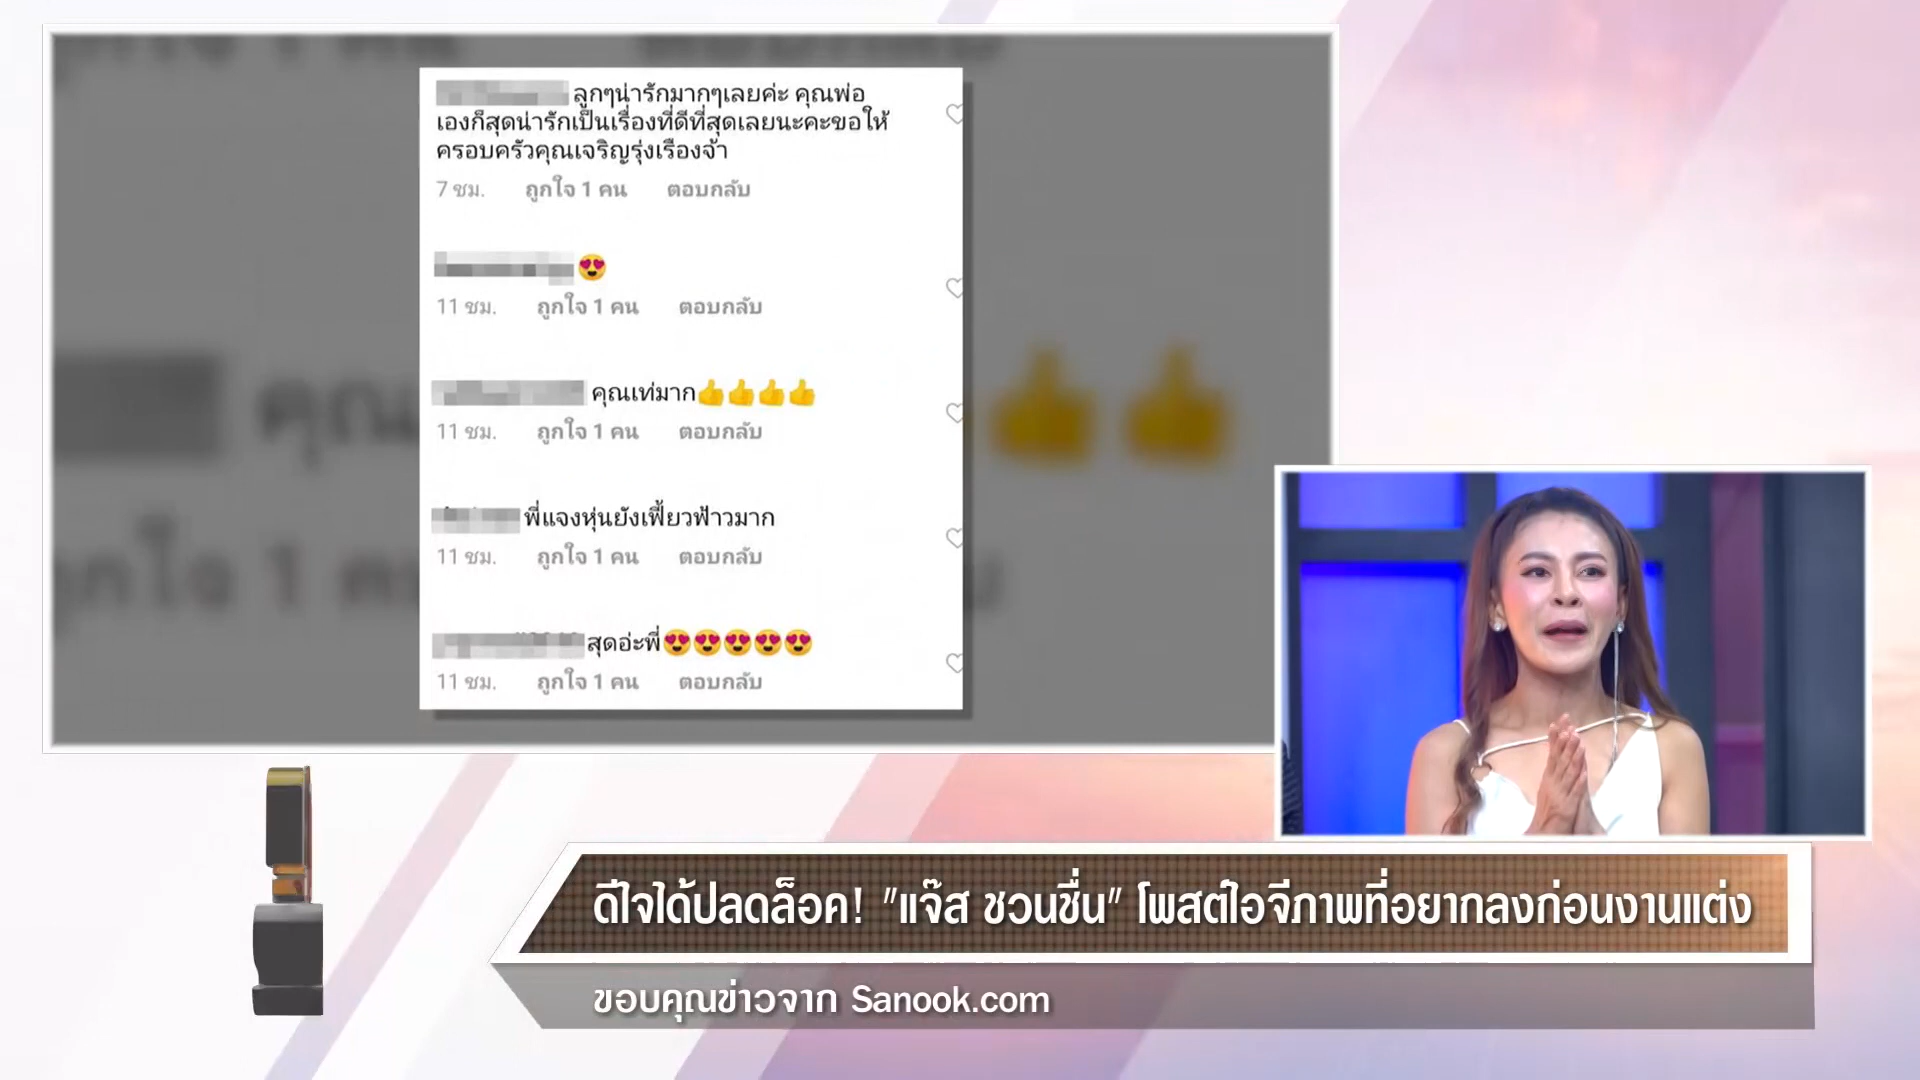 ลูกๆน่ารักมากๆเลยค่ะ คุณพ่อ
เองก็สุดน่ารักเป็นเรื่องที่ดีที่สุดเลยนะคะขอให้
ครอบครัวคุณเจริญรุ่งเรืองจ้า
7 ชม. ถูกใจ 1 คน ตอบกลับ
😍
11 ชม. ถูกใจ 1 คน ตอบกลับ
คุณเท่มาก👍👍👍👍
11 ชม. ถูกใจ 1 คน ตอบกลับ
พี่แจงหุ่นยังเฟี้ยวฟ้าวมาก
11 ชม. ถูกใจ 1 คน ตอบกลับ
สุดอ่ะพี่😍😍😍😍😍
11 ชม. ถูกใจ 1 คน ตอบกลับ
ดีใจได้ปลดล็อค! "แจ๊ส ชวนชื่น" โพสต์ไอจีภาพที่อยากลงก่อนงานแต่ง
ขอบคุณข่าวจาก Sanook.com